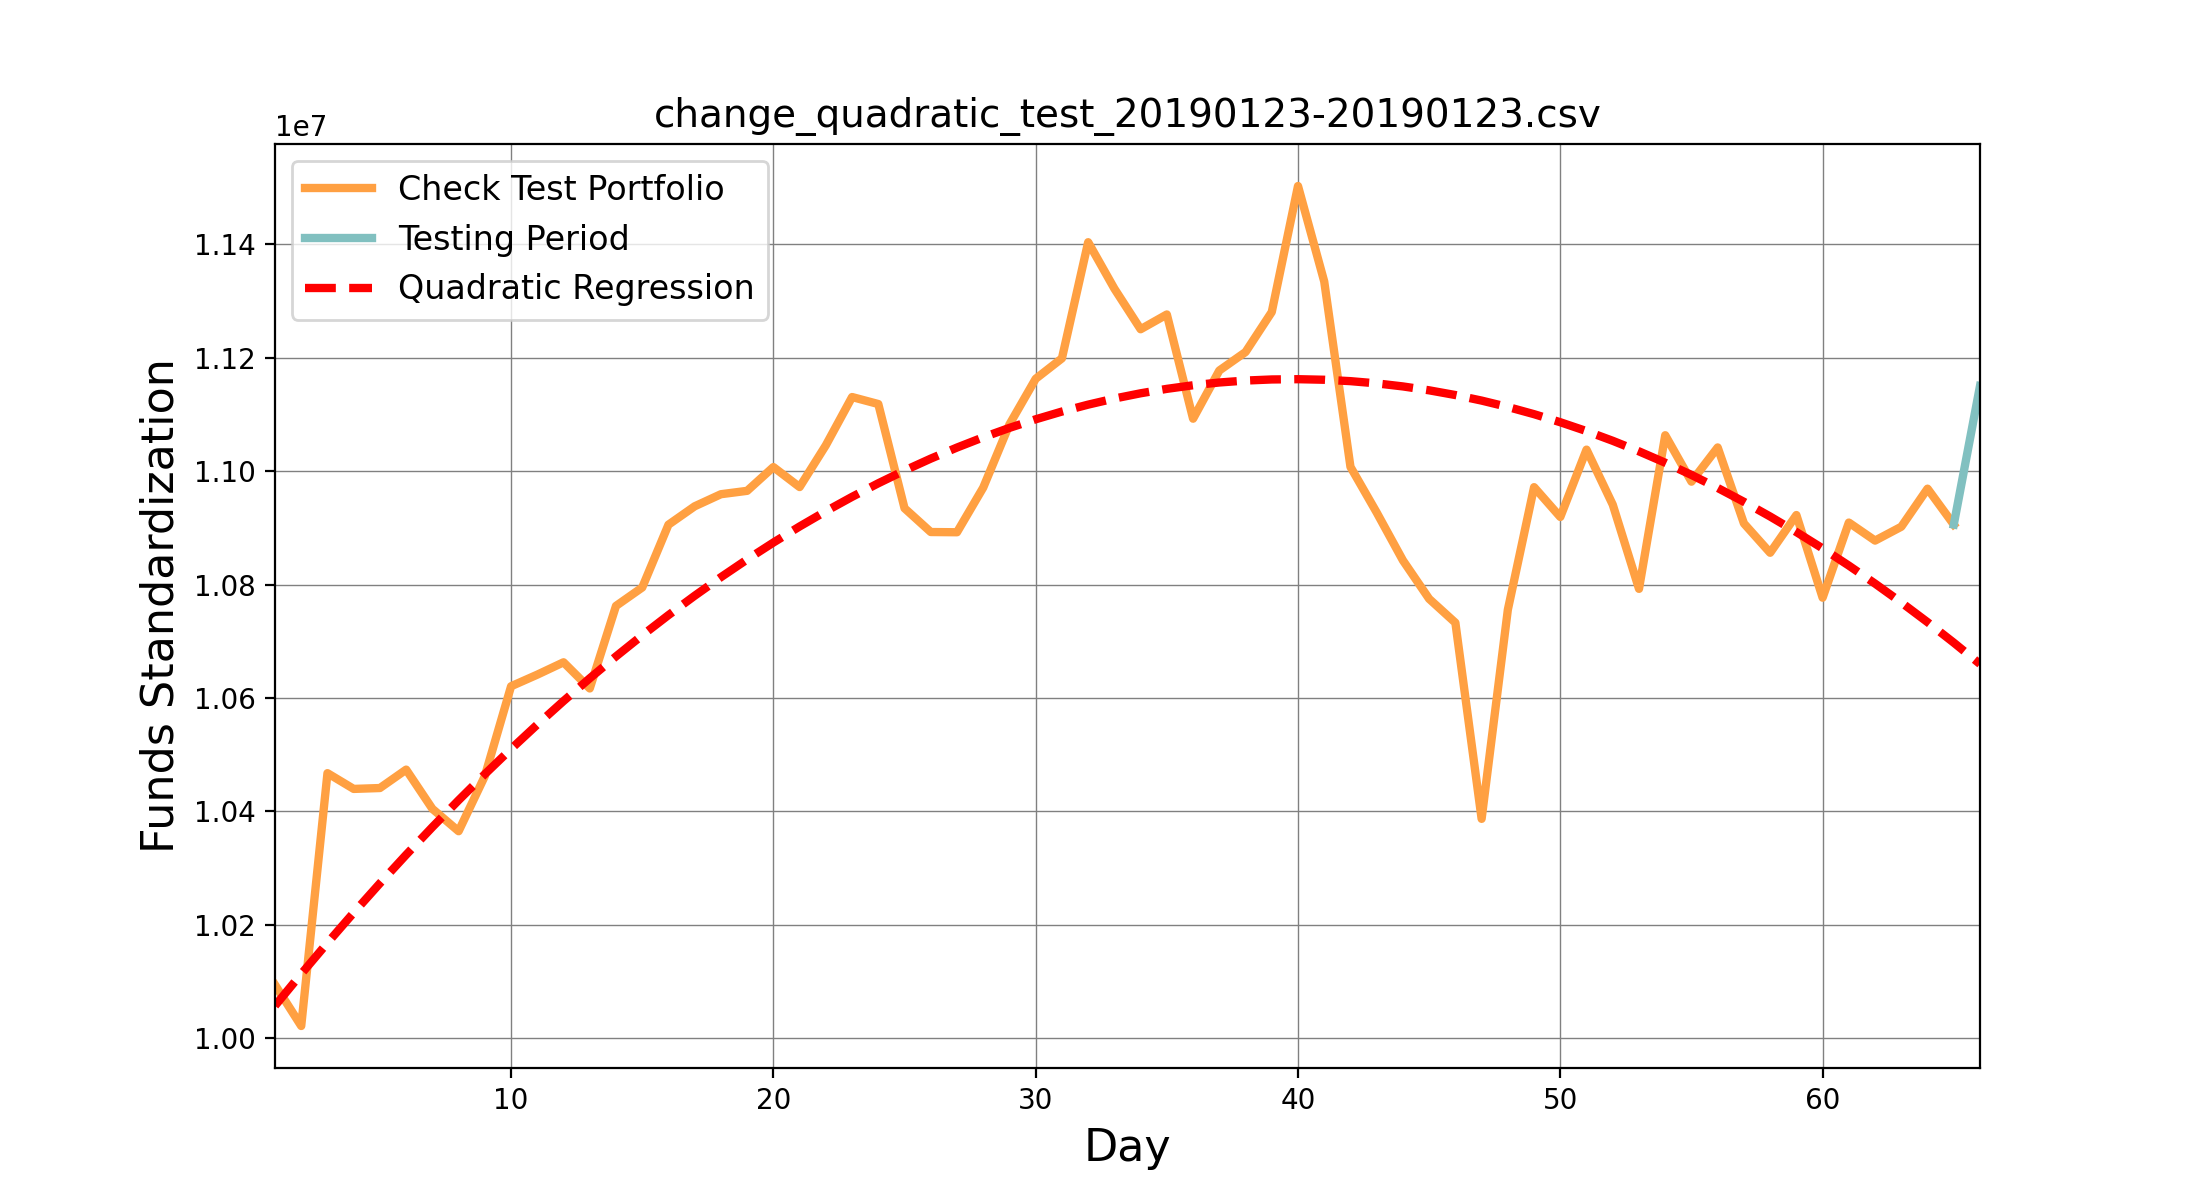 change_quadratic_test_20190123-20190123.csv
1e7
Check Test Portfolio
Testing Period
Quadratic Regression
1.14
1.12
1.10
1.08
1.06
1.04
1.02
1.00
Funds Standardization
10 20 30 40 50 60
Day